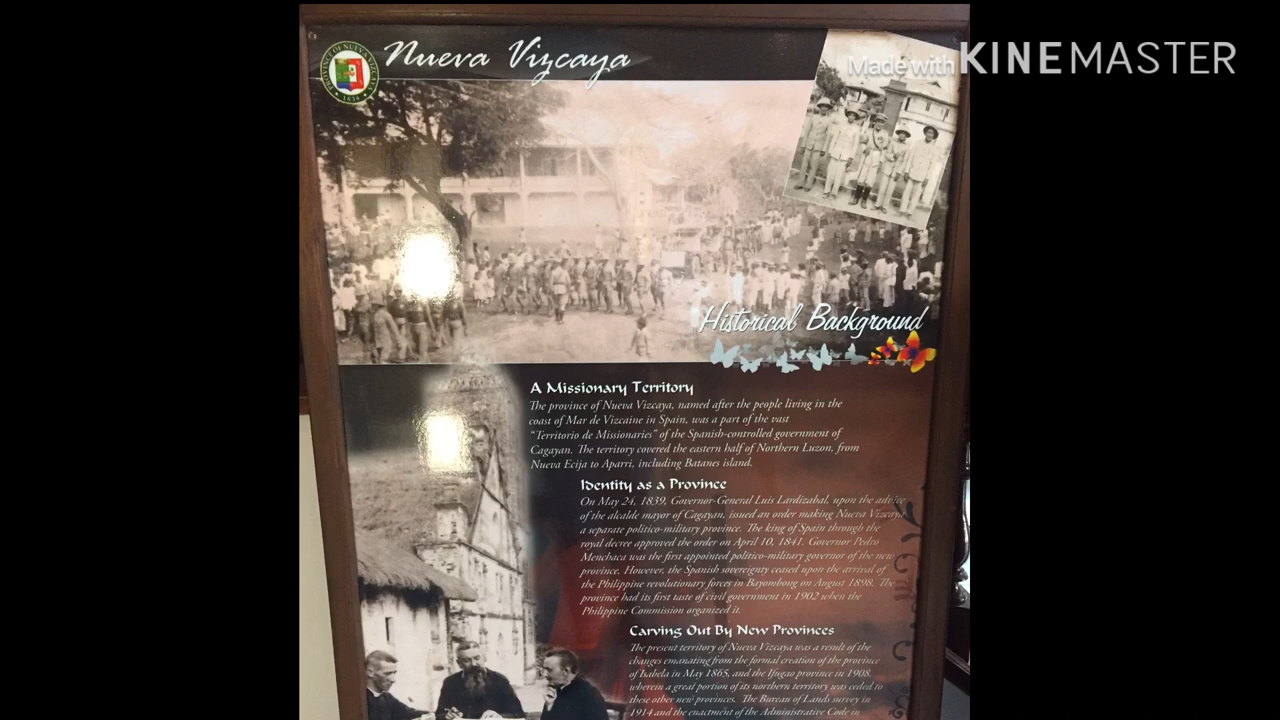 Made with KINEMASTER
Nueva Vizcaya
PROVINCE OF NUEVA VIZCAYA
1839
Historical Background
A Missionary Territory
The province of Nueva Vizcaya, named after the people living in the
coast of Mar de Vizcaine in Spain, was a part of the vast
"Territorio de Missionaries" of the Spanish-controlled government of
Cagayan. The territory covered the eastern half of Northern Luzon, from
Nueva Ecija to Aparri, including Batanes island.
Identity as a Province
On May 24, 1839, Governor-General Luis Lardizabal, upon the advice
of the alcalde mayor of Cagayan, issued an order making Nueva Vizcaya
a separate politico-military province. The king of Spain through the
royal decree approved the order on April 10, 1841. Governor Pedro
Menchaca was the first appointed politico-military governor of the new
province. However, the Spanish sovereignty ceased upon the arrival of
the Philippine revolutionary forces in Bayombong on August 1898. The
province had its first taste of civil government in 1902 when the
Philippine Commission organized it.
Carving Out By New Provinces
The present territory of Nueva Vizcaya was a result of the
changes emanating from the formal creation of the province
of Isabela in May 1865, and the Ifugao province in 1908,
wherein a great portion of its northern territory was ceded to
these other new provinces. The Bureau of Lands survey in
1914 and the enactment of the Administrative Code in